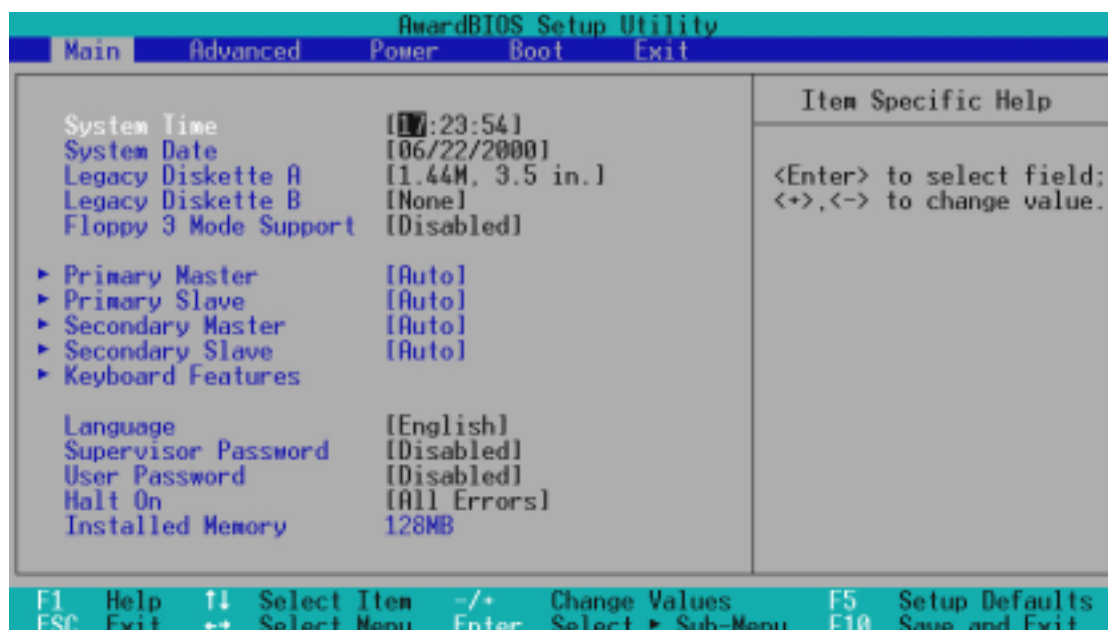 AwardBIOS Setup Utility
Main Advanced Power Boot Exit
Item Specific Help
System Time [17:23:54]
System Date [06/22/2000]
Legacy Diskette A [1.44M, 3.5 in.]
Legacy Diskette B [None]
Floppy 3 Mode Support [Disabled]
<Enter> to select field;
<+>,<-> to change value.
▸ Primary Master [Auto]
▸ Primary Slave [Auto]
▸ Secondary Master [Auto]
▸ Secondary Slave [Auto]
▸ Keyboard Features
Language [English]
Supervisor Password [Disabled]
User Password [Disabled]
Halt On [All Errors]
Installed Memory 128MB
F1 Help ↑↓ Select Item -/+ Change Values F5 Setup Defaults
ESC Exit ←→ Select Menu Enter Select ▸ Sub-Menu F10 Save and Exit